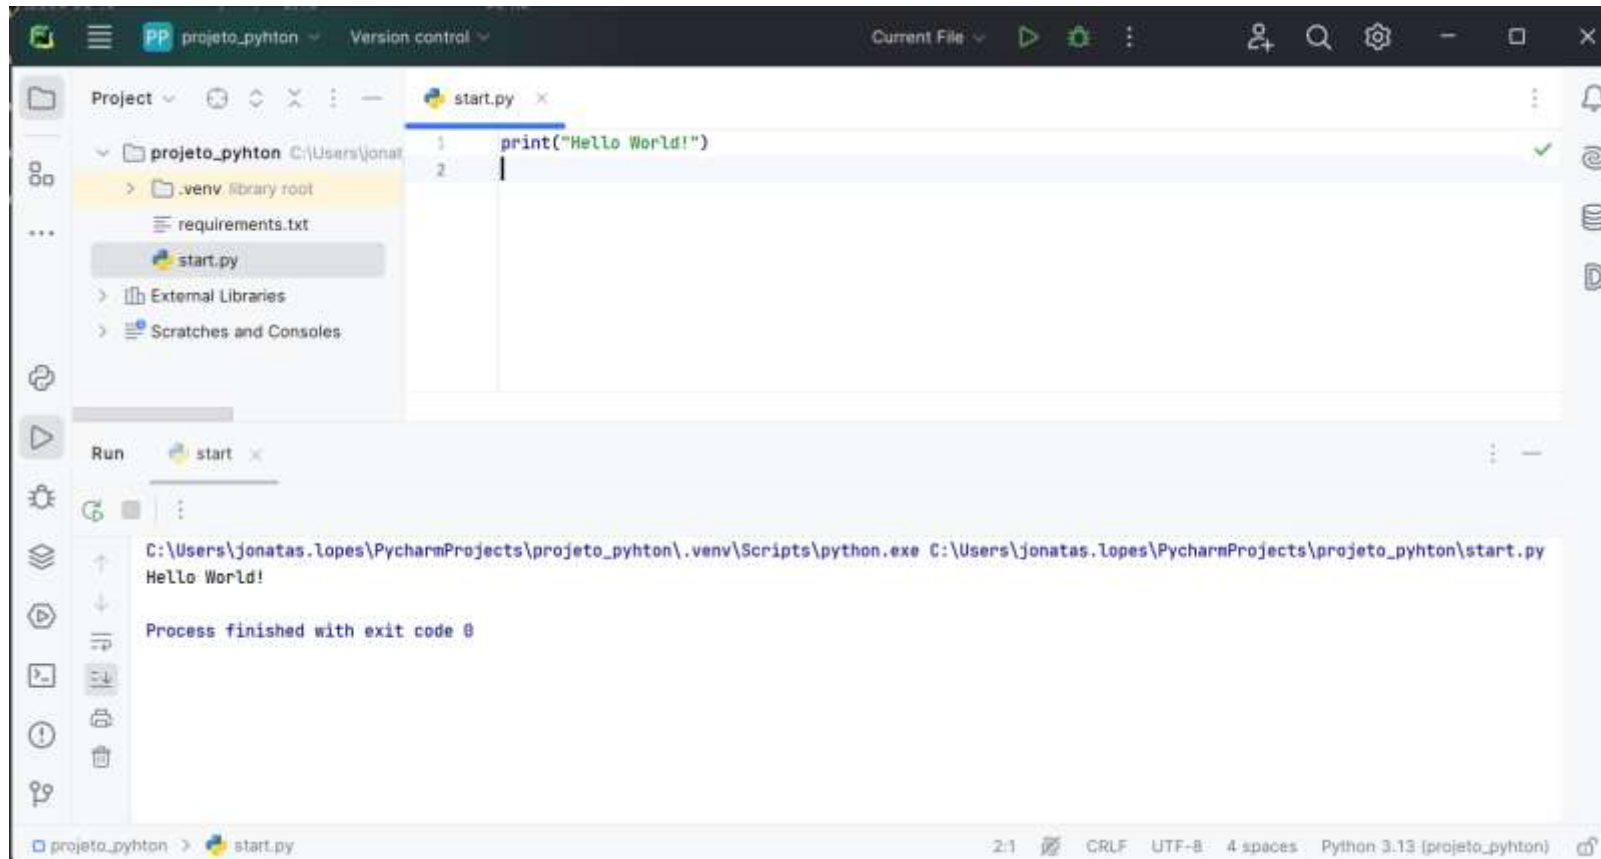 PP projeto_pyhton Version control Current File
Project
start.py
projeto_pyhton C:\Users\jonat
.venv library root
requirements.txt
start.py
External Libraries
Scratches and Consoles
1 print("Hello World!")
2
Run start
C:\Users\jonatas.lopes\PycharmProjects\projeto_pyhton\.venv\Scripts\python.exe C:\Users\jonatas.lopes\PycharmProjects\projeto_pyhton\start.py
Hello World!
Process finished with exit code 0
projeto_pyhton > start.py 2:1 CRLF UTF-8 4 spaces Python 3.13 (projeto_pyhton)